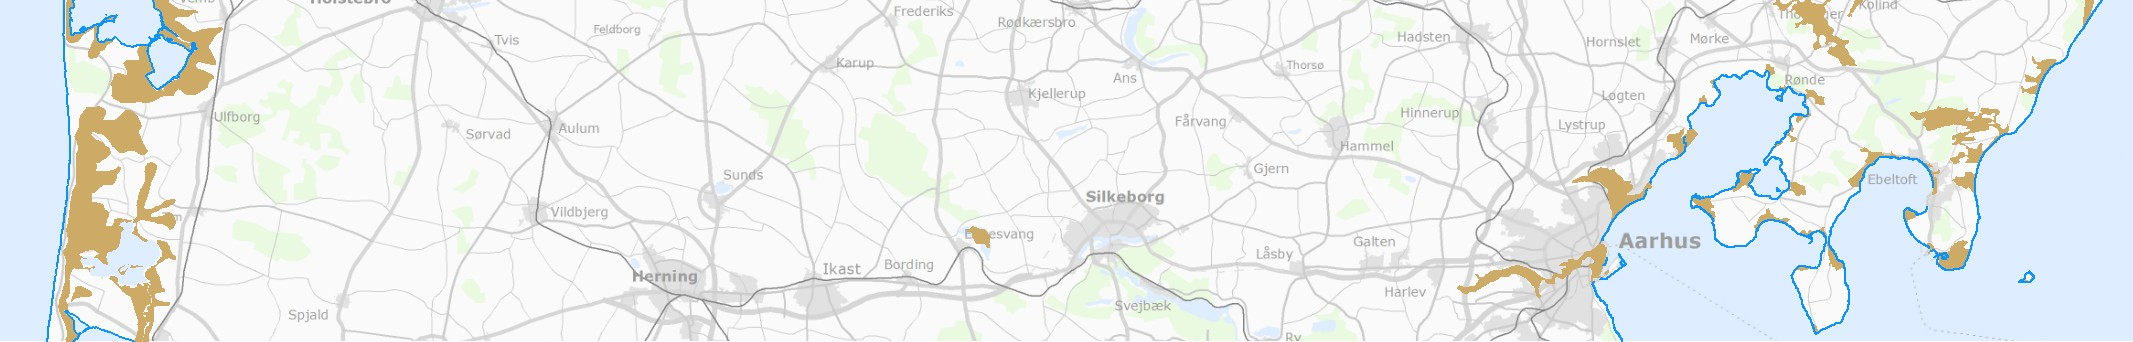 Holstebro
Frederiks
Rødkærsbro
Kolind
Feldborg
Tvis
Hadsten
Hornslet
Mørke
Karup
Ans
Thorsø
Rønde
Kjellerup
Løgten
Ulfborg
Sørvad
Aulum
Fårvang
Hinnerup
Lystrup
Hammel
Sunds
Gjern
Ebeltoft
Silkeborg
Vildbjerg
Aarhus
Galten
Låsby
Bording
Ikast
Herning
Harlev
Svejbæk
Spjald
Ry